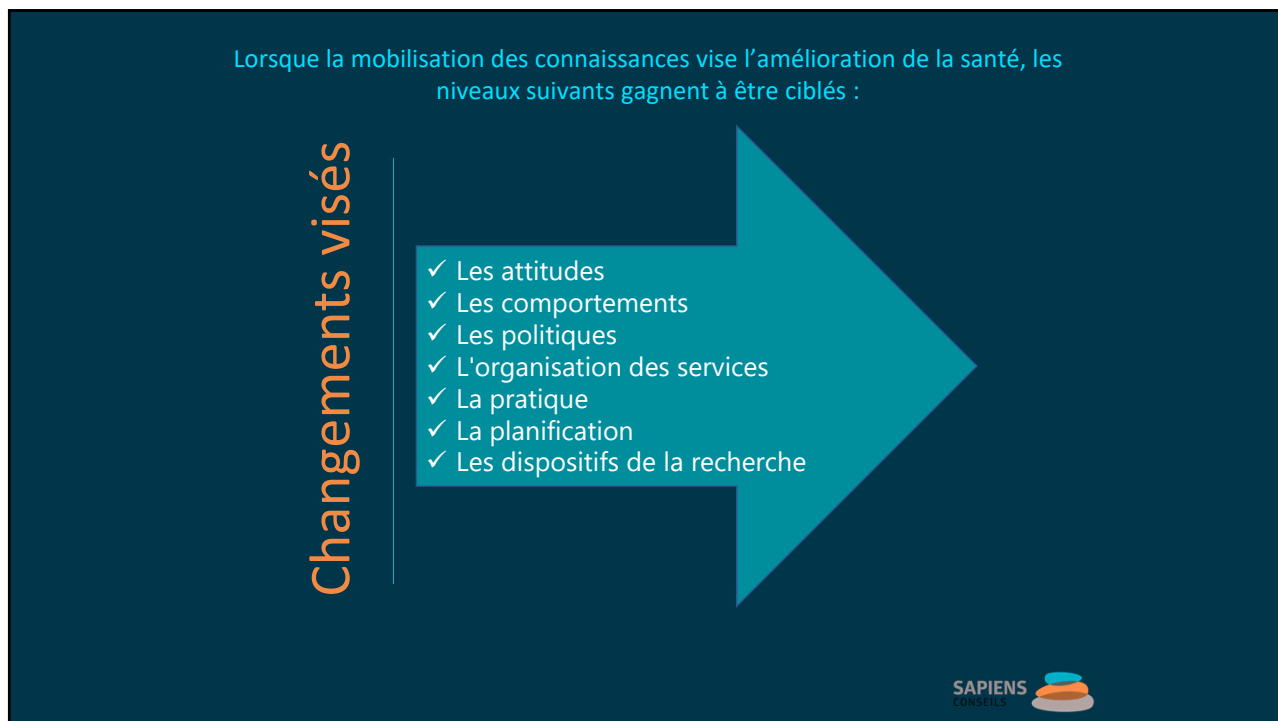 Lorsque la mobilisation des connaissances vise l’amélioration de la santé, les
niveaux suivants gagnent à être ciblés :
Changements visés
✓ Les attitudes
✓ Les comportements
✓ Les politiques
✓ L'organisation des services
✓ La pratique
✓ La planification
✓ Les dispositifs de la recherche
SAPIENS
CONSEILS